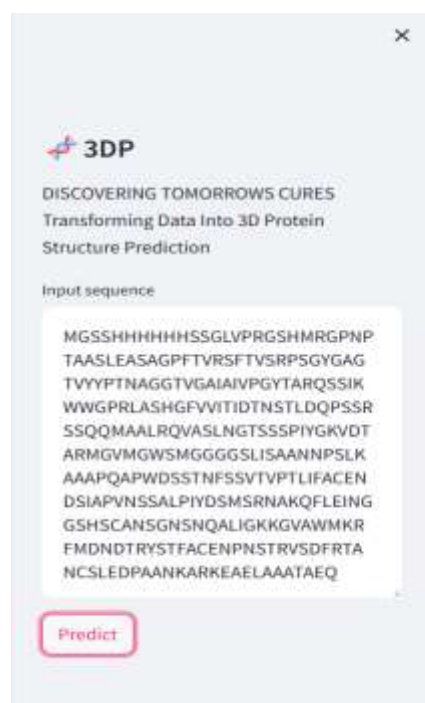 ×
3DP
DISCOVERING TOMORROWS CURES
Transforming Data Into 3D Protein
Structure Prediction
Input sequence
MGSSHHHHHHSSGLVPRGSHMRGPNP
TAASLEASAGPFTVRSFTVSRPSGYGAG
TVYYPTNAGGTVGAIAIVPGYTARQSSIK
WWGPRLASHGFVVITIDTNSTLDQPSSR
SSQQMAALRQVASLNGTSSSPIYGKVDT
ARMGVMGWSMGGGGSLISAANNPSLK
AAAPQAPWDSSTNFSSVTVPTLIFACEN
DSIAPVNSSALPIYDSMSRNAKQFLEING
GSHSCANSGNSNQALIGKKGVAWMKR
FMDNDTRYSTFACENPNSTRVSDFRTA
NCSLEDPAANKARKEAELAAATAEQ
Predict